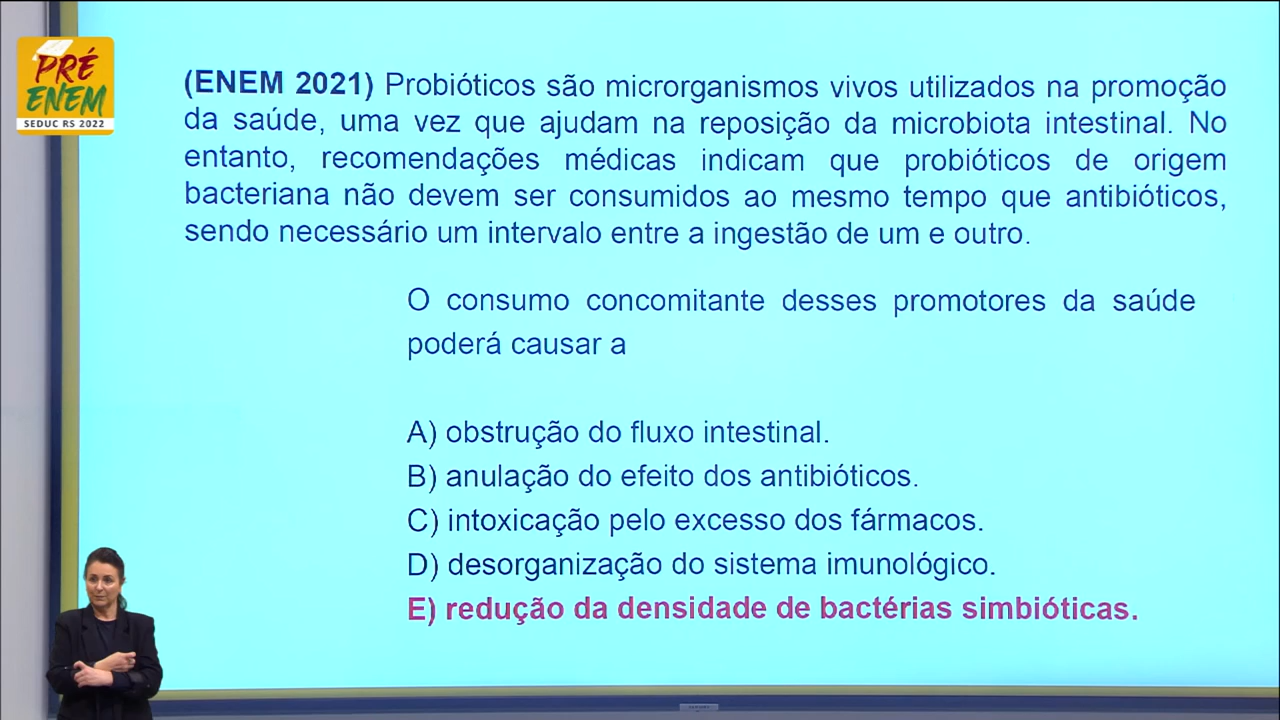 PRÉ
ENEM
SEDUC RS 2022
(ENEM 2021) Probióticos são microrganismos vivos utilizados na promoção
da saúde, uma vez que ajudam na reposição da microbiota intestinal. No
entanto, recomendações médicas indicam que probióticos de origem
bacteriana não devem ser consumidos ao mesmo tempo que antibióticos,
sendo necessário um intervalo entre a ingestão de um e outro.
O consumo concomitante desses promotores da saúde
poderá causar a
A) obstrução do fluxo intestinal.
B) anulação do efeito dos antibióticos.
C) intoxicação pelo excesso dos fármacos.
D) desorganização do sistema imunológico.
E) redução da densidade de bactérias simbióticas.